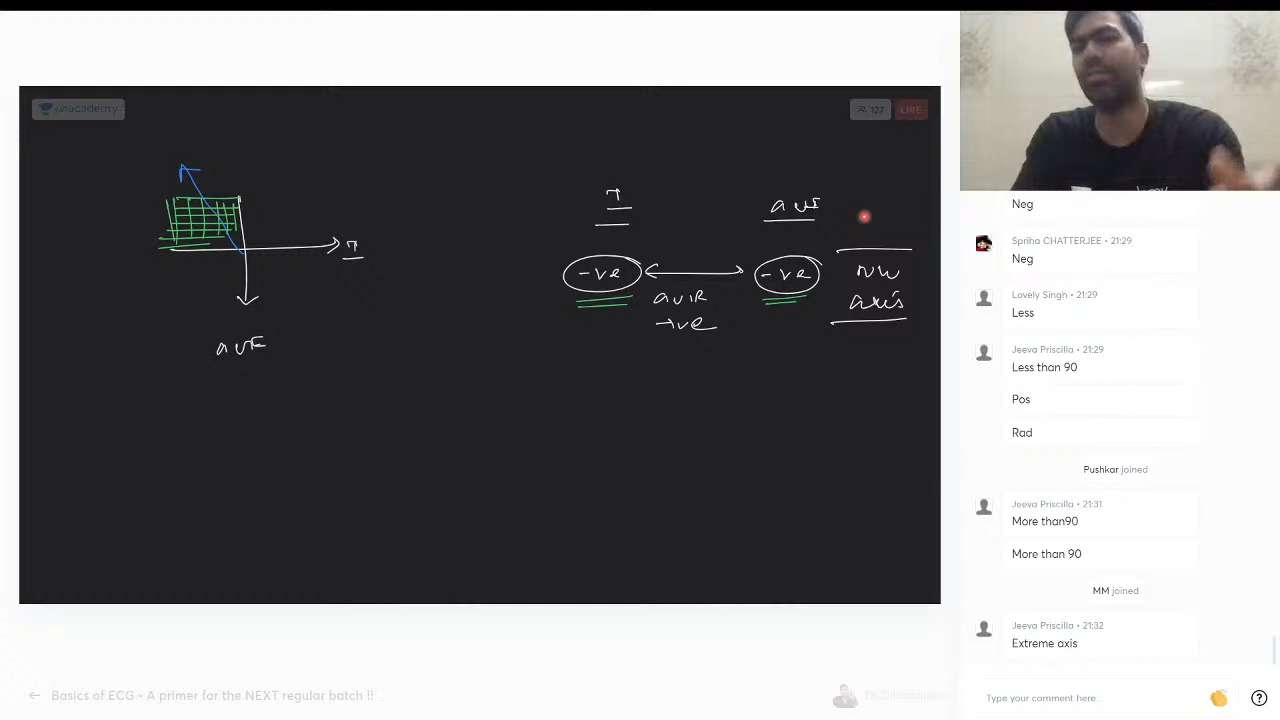 unacademy
127
LIVE
I
I
aVF
I
aVF
-ve
-ve
aVR
+ve
NW
axis
Neg
Spriha CHATTERJEE • 21:29
Neg
Lovely Singh • 21:29
Less
Jeeva Priscilla • 21:29
Less than 90
Pos
Rad
Pushkar joined
Jeeva Priscilla • 21:31
More than90
More than 90
MM joined
Jeeva Priscilla • 21:32
Extreme axis
Basics of ECG - A primer for the NEXT regular batch !! ...
Type your comment here...
?